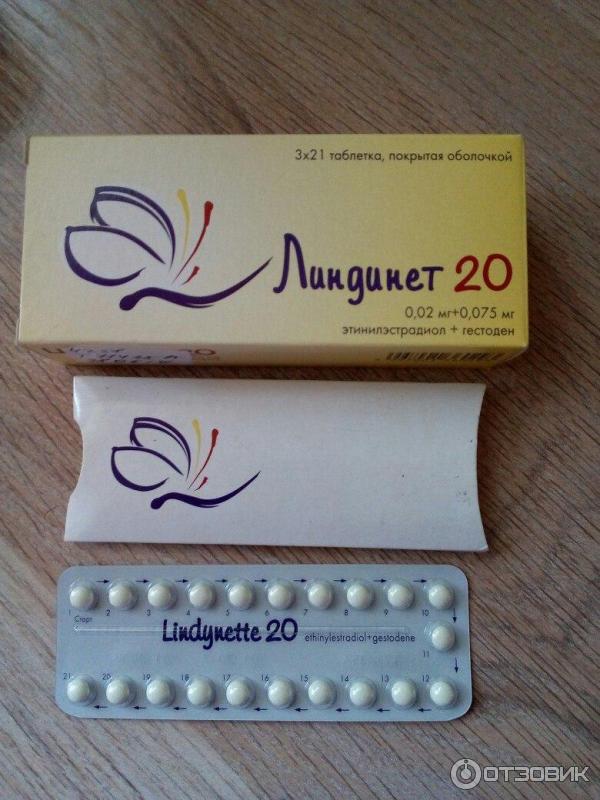 3x21 таблетка, покрытая оболочкой
Линдинет 20
0,02 мг+0,075 мг
этинилэстрадиол + гестоден
20
1 2 3 4 5 6 7 8 9 10
Старт
Lindynette 20
ethinylestradiol+gestodene
11
21 20 19 18 17 16 15 14 13 12
ОТЗОВИК